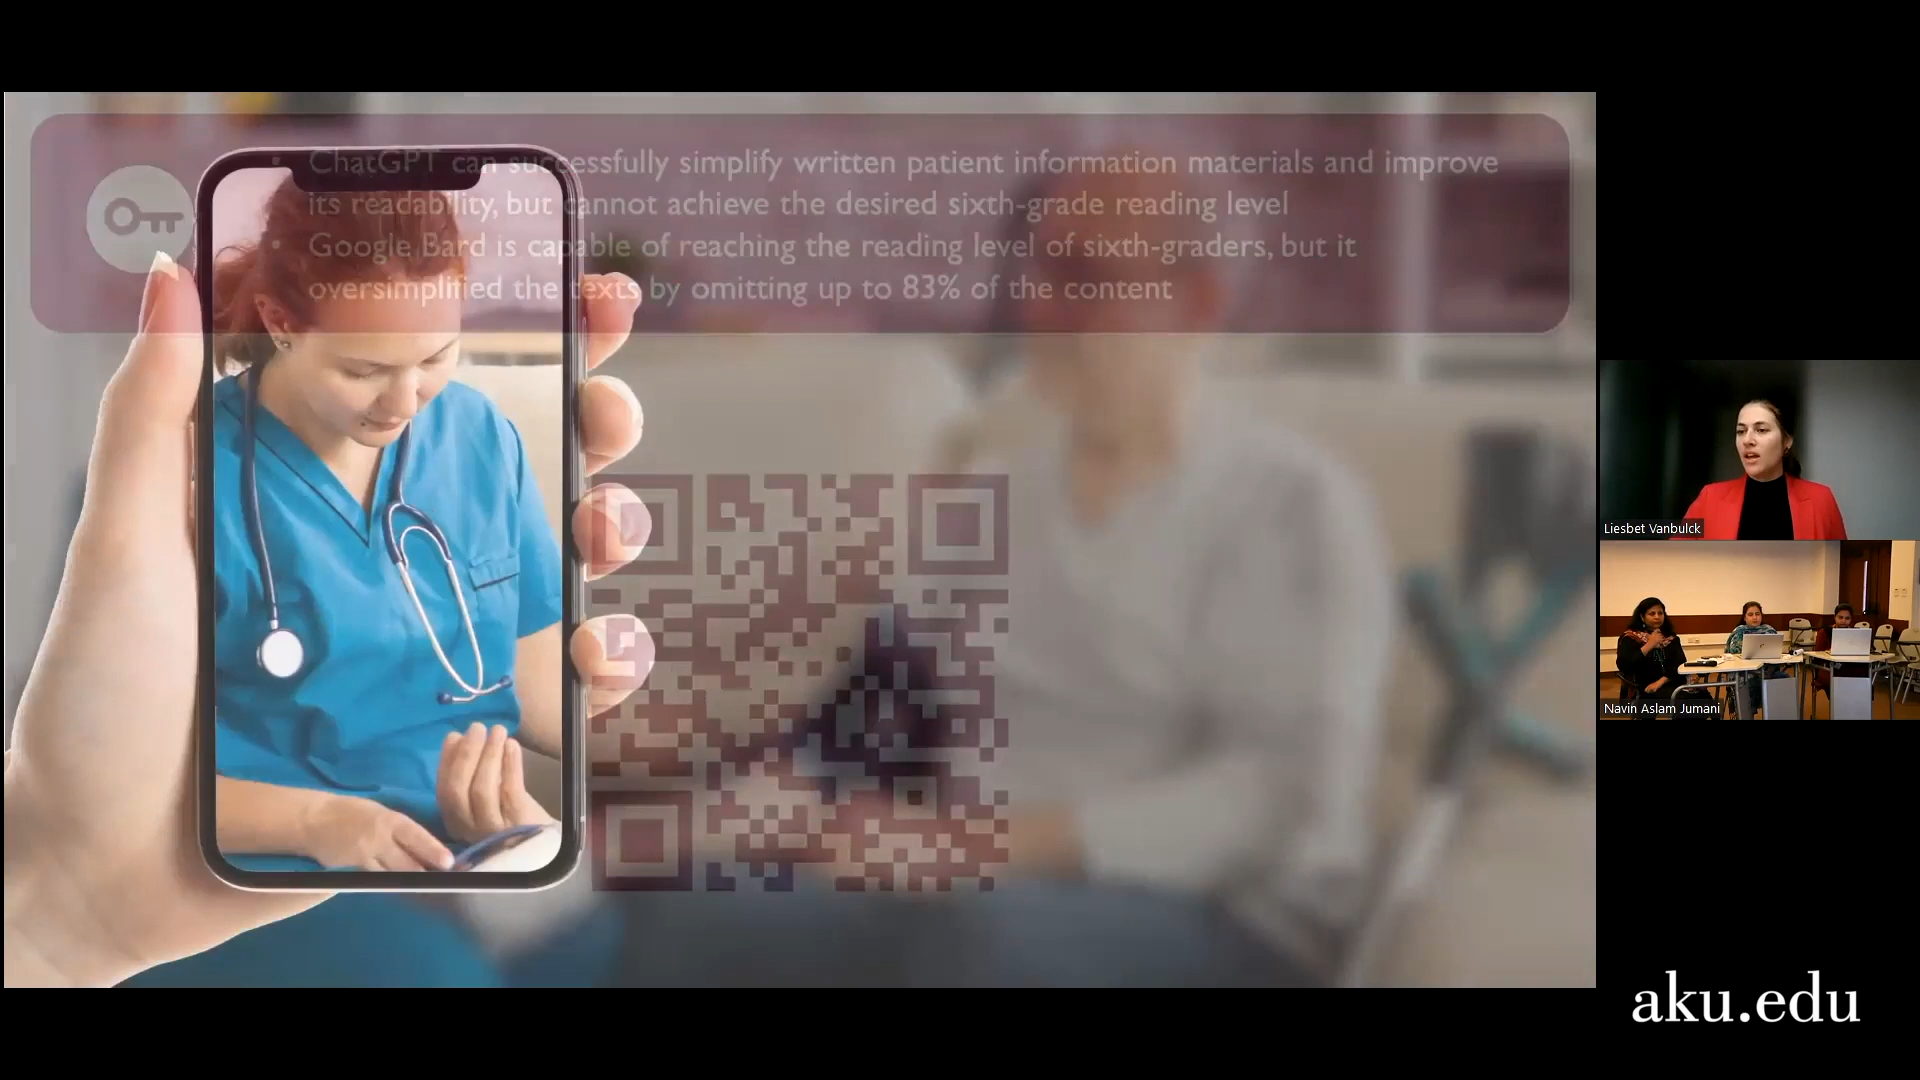 • ChatGPT can successfully simplify written patient information materials and improve
its readability, but cannot achieve the desired sixth-grade reading level
• Google Bard is capable of reaching the reading level of sixth-graders, but it
oversimplified the texts by omitting up to 83% of the content
Liesbet Vanbulck
Navin Aslam Jumani
aku.edu